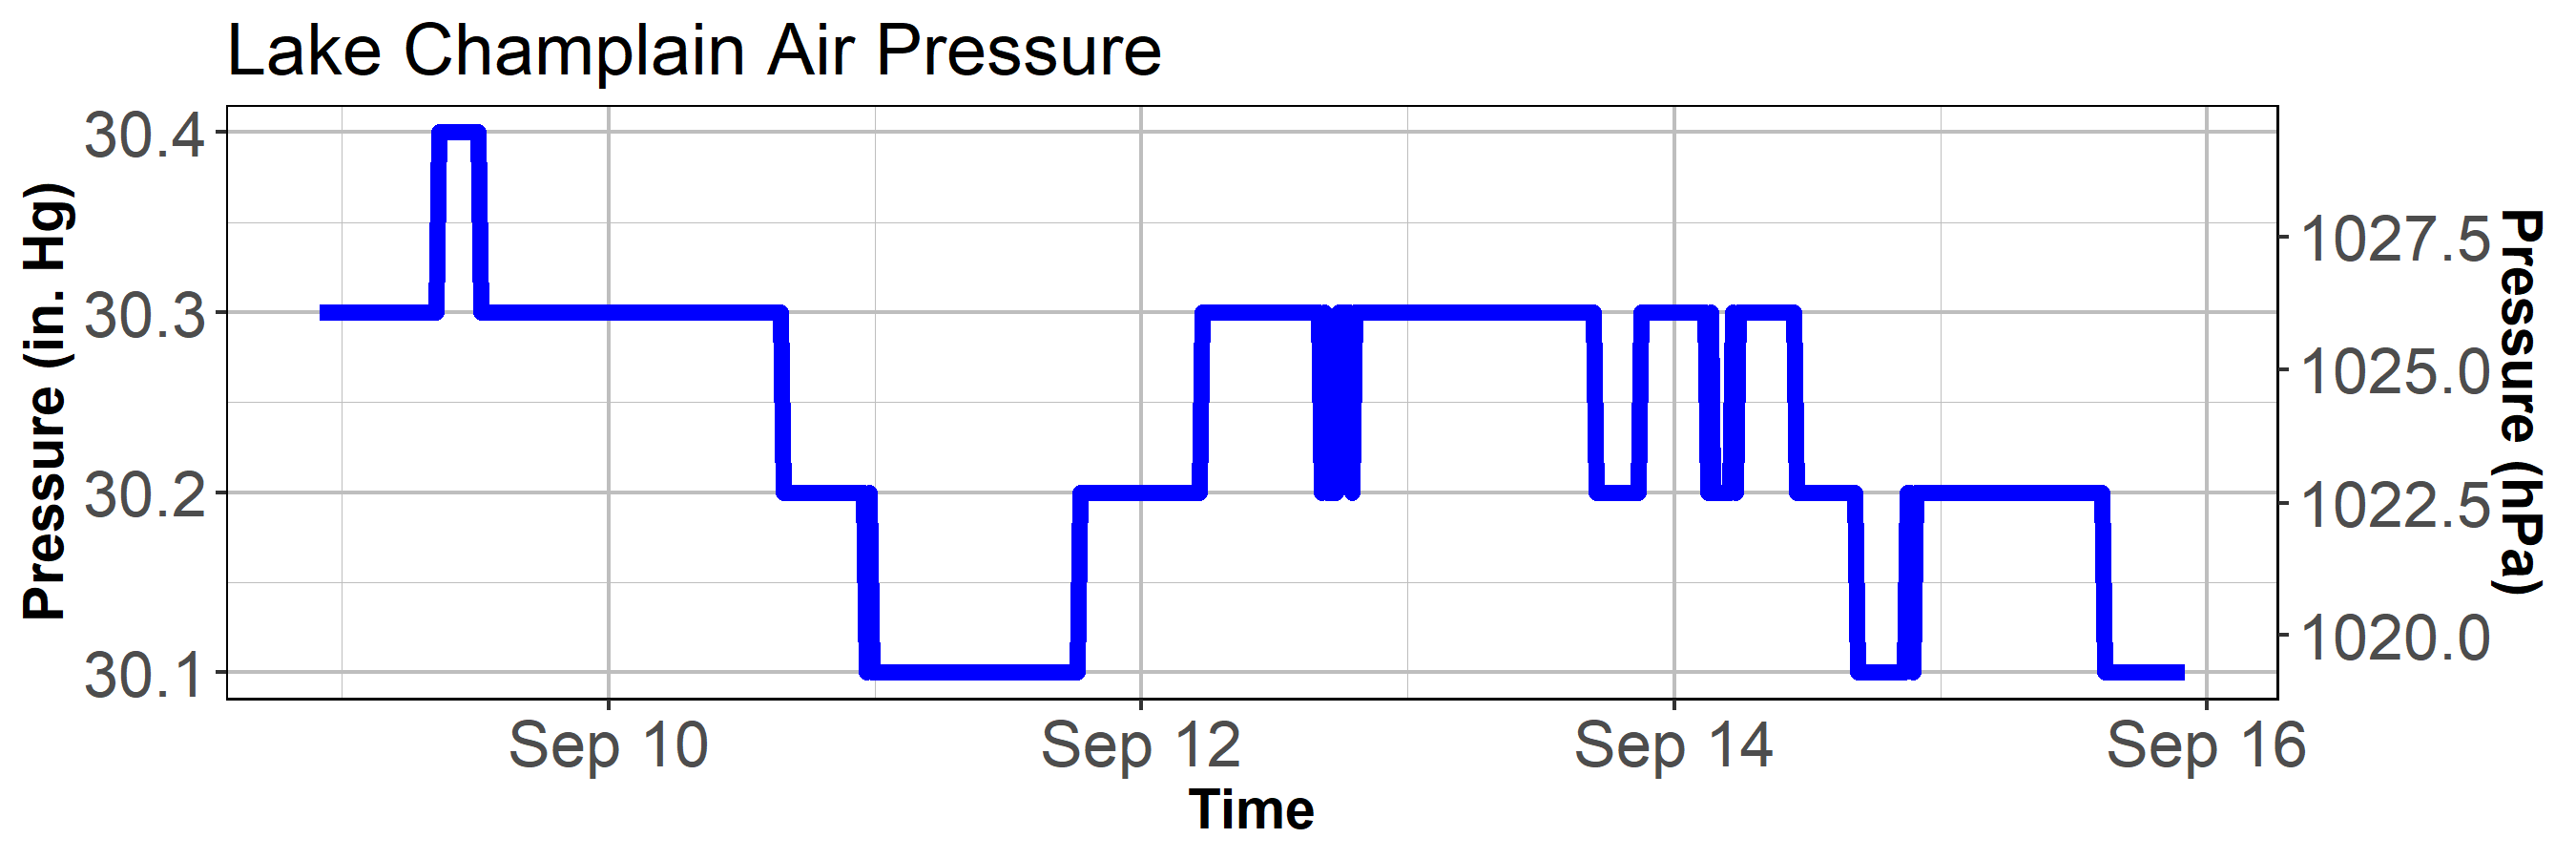 Lake Champlain Air Pressure
Pressure (in. Hg)
30.4
30.3
30.2
30.1
1027.5
1025.0
1022.5
1020.0
Pressure (hPa)
Sep 10 Sep 12 Sep 14 Sep 16
Time